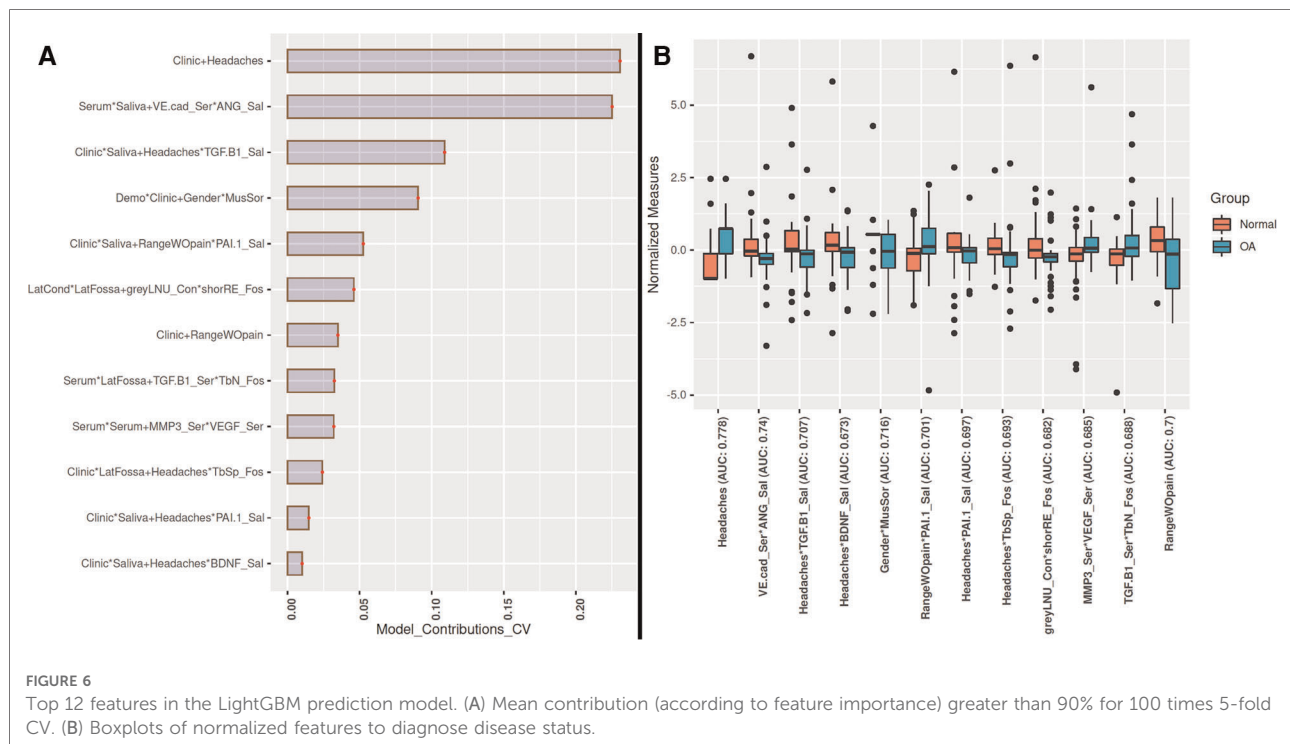 A
Clinic+Headaches
Serum*Saliva+VE.cad_Ser*ANG_Sal
Clinic*Saliva+Headaches*TGF.B1_Sal
Demo*Clinic+Gender*MusSor
Clinic*Saliva+RangeWOpain*PAI.1_Sal
LatCond*LatFossa+greyLNU_Con*shorRE_Fos
Clinic+RangeWOpain
Serum*LatFossa+TGF.B1_Ser*TbN_Fos
Serum*Serum+MMP3_Ser*VEGF_Ser
Clinic*LatFossa+Headaches*TbSp_Fos
Clinic*Saliva+Headaches*PAI.1_Sal
Clinic*Saliva+Headaches*BDNF_Sal
0.00
0.05
0.10
0.15
0.20
Model_Contributions_CV
B
Normalized Measures
5.0
2.5
0.0
-2.5
-5.0
Headaches (AUC: 0.778)
VE.cad_Ser*ANG_Sal (AUC: 0.74)
Headaches*TGF.B1_Sal (AUC: 0.707)
Headaches*BDNF_Sal (AUC: 0.673)
Gender*MusSor (AUC: 0.716)
RangeWOpain*PAI.1_Sal (AUC: 0.701)
Headaches*PAI.1_Sal (AUC: 0.697)
Headaches*TbSp_Fos (AUC: 0.693)
greyLNU_Con*shorRE_Fos (AUC: 0.682)
MMP3_Ser*VEGF_Ser (AUC: 0.685)
TGF.B1_Ser*TbN_Fos (AUC: 0.688)
RangeWOpain (AUC: 0.7)
Group
Normal
OA
FIGURE 6
Top 12 features in the LightGBM prediction model. (A) Mean contribution (according to feature importance) greater than 90% for 100 times 5-fold
CV. (B) Boxplots of normalized features to diagnose disease status.